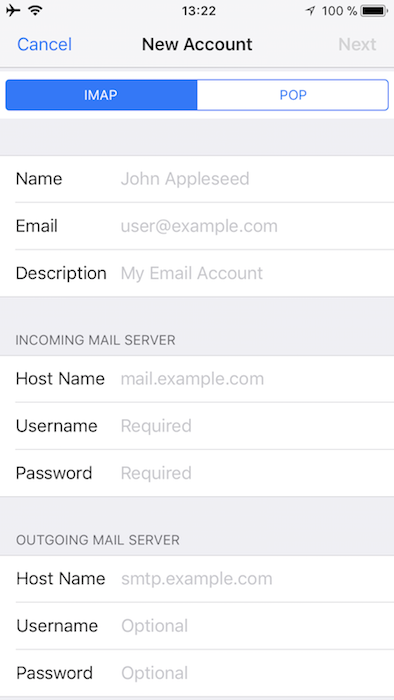 13:22 100 %
Cancel New Account Next
IMAP POP
Name John Appleseed
Email user@example.com
Description My Email Account
INCOMING MAIL SERVER
Host Name mail.example.com
Username Required
Password Required
OUTGOING MAIL SERVER
Host Name smtp.example.com
Username Optional
Password Optional